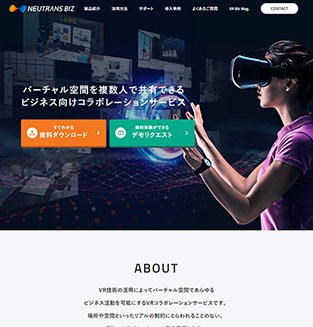 NEUTRANS BIZ
製品紹介
活用方法
サポート
導入事例
よくあるご質問
XR Biz Mag.
CONTACT
バーチャル空間を複数人で共有できる
ビジネス向けコラボレーションサービス
すぐわかる
資料ダウンロード
無料体験ができる
デモリクエスト
ABOUT
VR技術の活用によってバーチャル空間であらゆる
ビジネス活動を可能にするVRコラボレーションサービスです。
場所や空間といったリアルの制約にとらわれることのない、